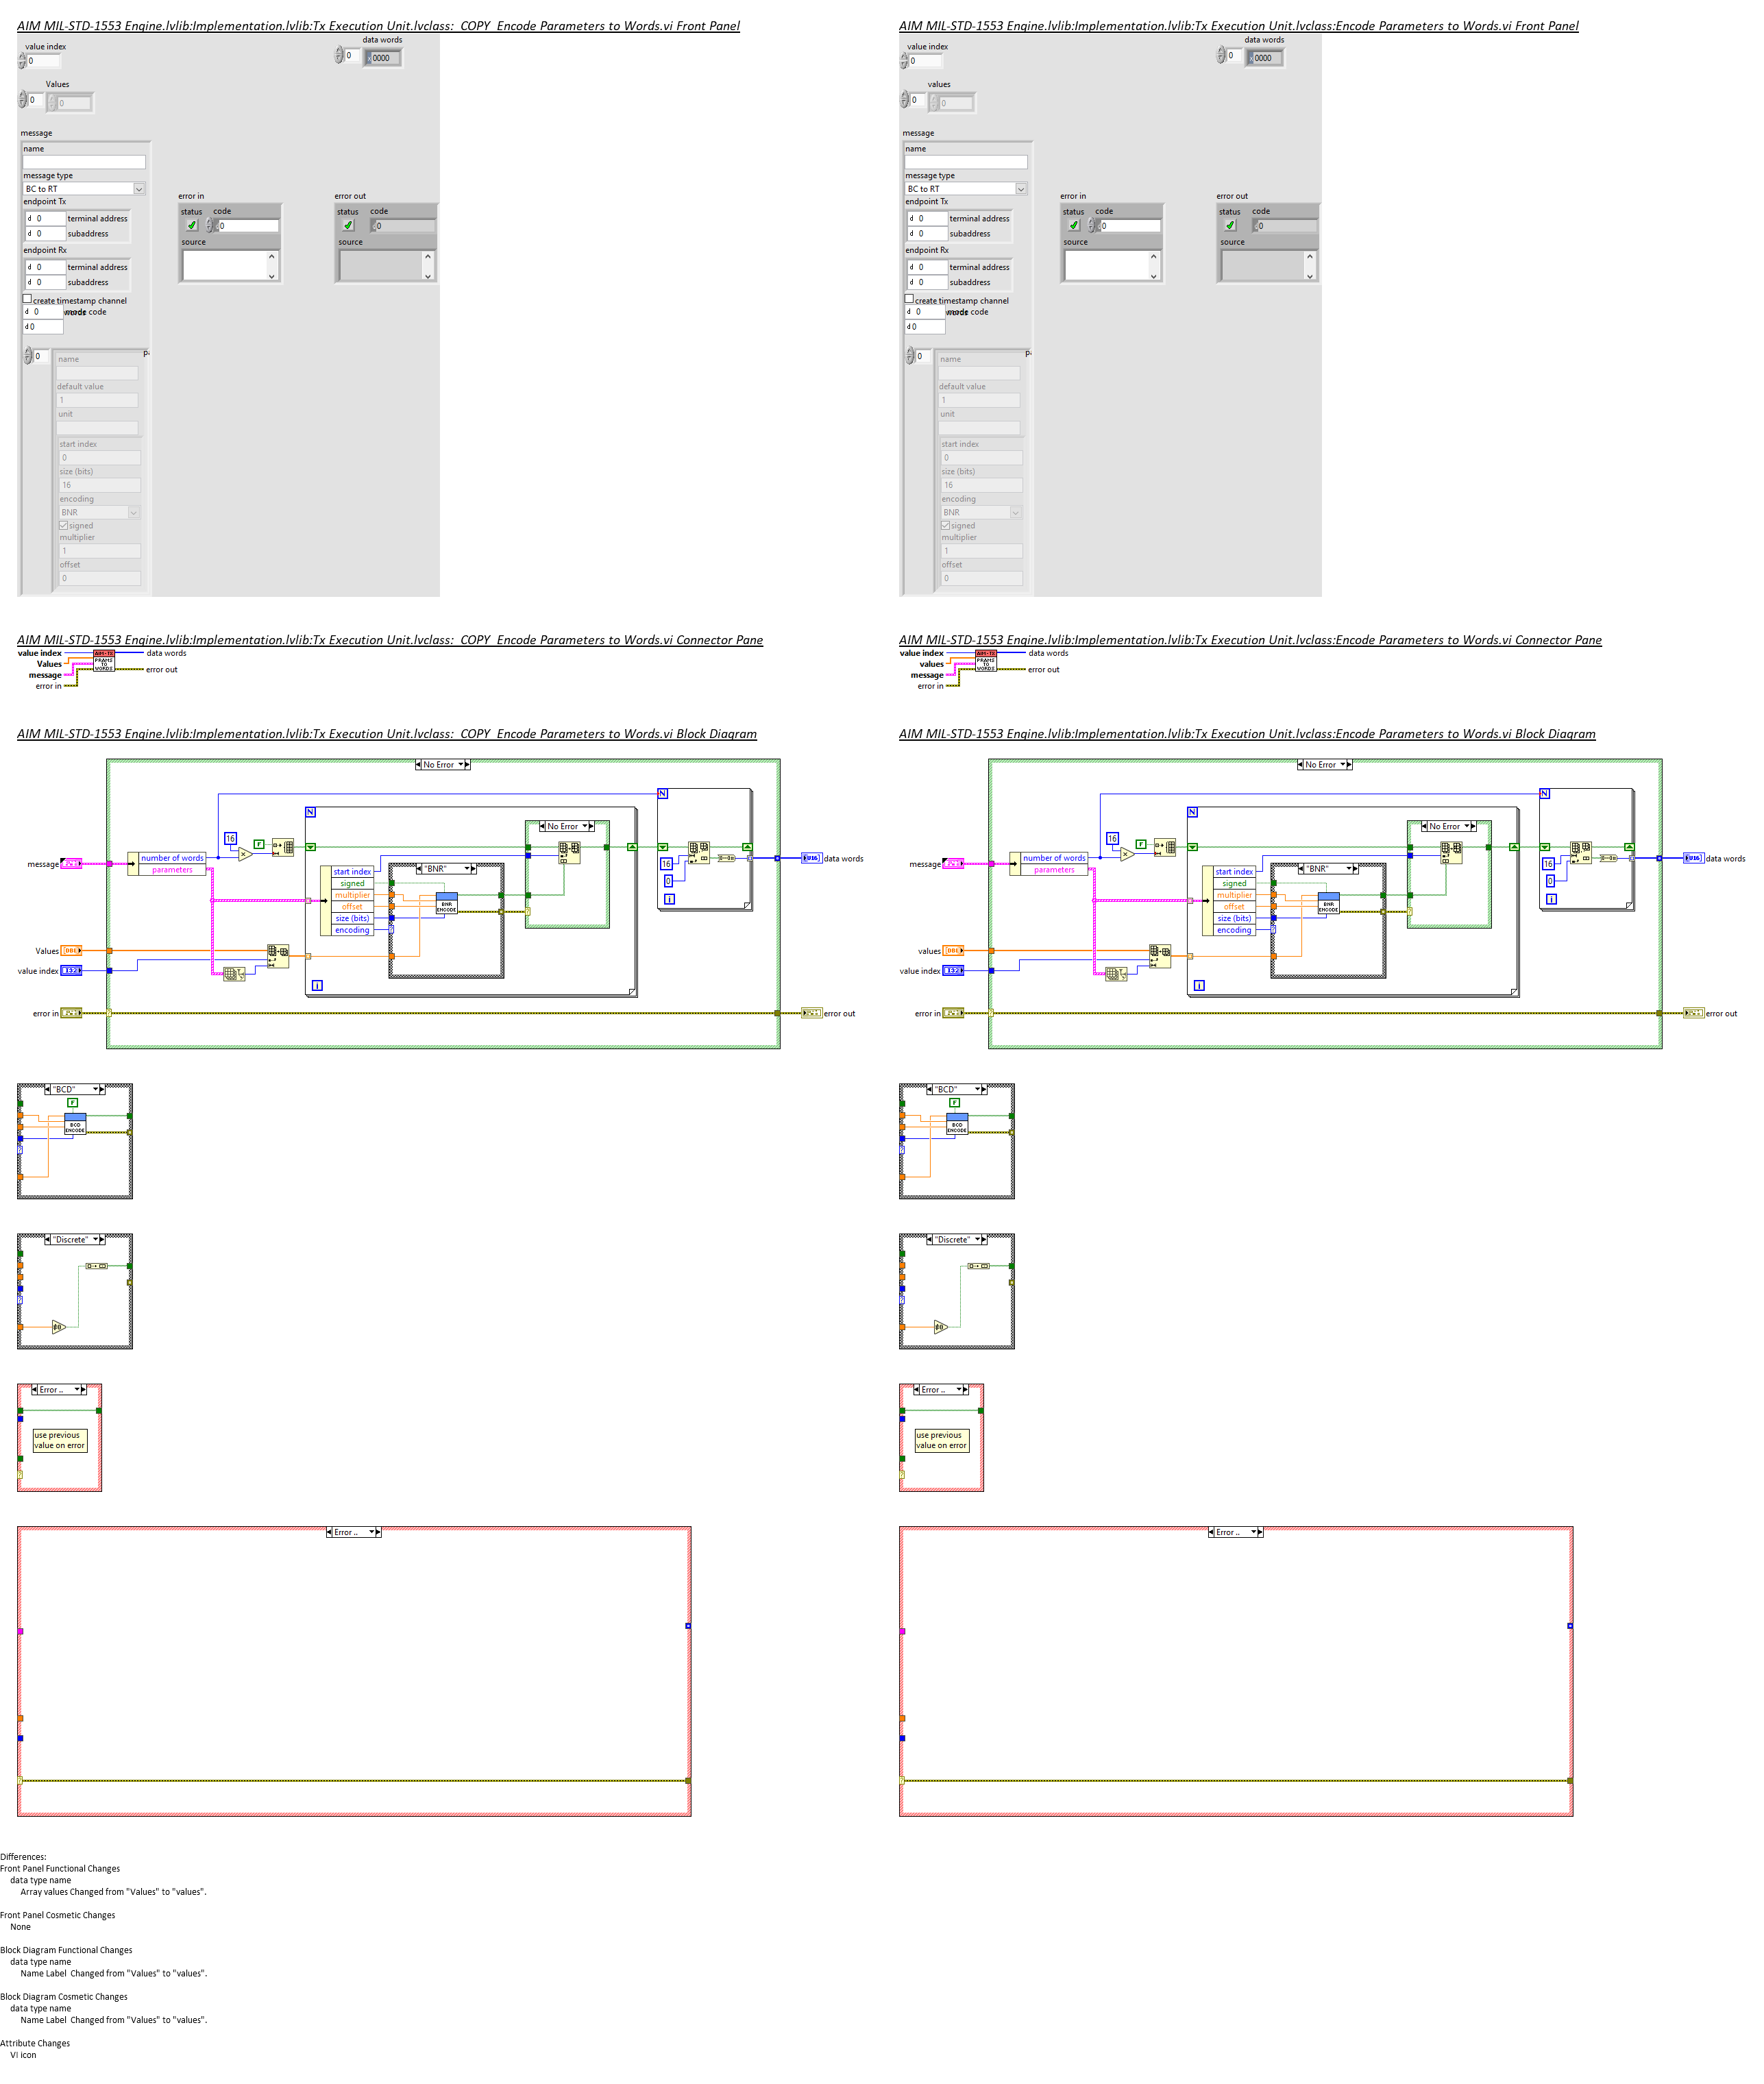 AIM MIL-STD-1553 Engine.lvlib:Implementation.lvlib:Tx Execution Unit.lvclass:_COPY_Encode Parameters to Words.vi Front Panel
value index
0
data words
0
0000
Values
0
0
message
name
message type
BC to RT
endpoint Tx
d 0 terminal address
d 0 subaddress
endpoint Rx
d 0 terminal address
d 0 subaddress
create timestamp channel
d 0 mode code
d 0
0
name
default value
1
unit
start index
0
size (bits)
16
encoding
BNR
signed
multiplier
1
offset
0
error in
status code
0
source
error out
status code
0
source
AIM MIL-STD-1553 Engine.lvlib:Implementation.lvlib:Tx Execution Unit.lvclass:Encode Parameters to Words.vi Front Panel
value index
0
data words
0
0000
values
0
0
message
name
message type
BC to RT
endpoint Tx
d 0 terminal address
d 0 subaddress
endpoint Rx
d 0 terminal address
d 0 subaddress
create timestamp channel
d 0 mode code
d 0
0
name
default value
1
unit
start index
0
size (bits)
16
encoding
BNR
signed
multiplier
1
offset
0
error in
status code
0
source
error out
status code
0
source
AIM MIL-STD-1553 Engine.lvlib:Implementation.lvlib:Tx Execution Unit.lvclass:_COPY_Encode Parameters to Words.vi Connector Pane
value index
Values
message
error in
AIM-TX
PRAMS
TO
WORDS
data words
error out
AIM MIL-STD-1553 Engine.lvlib:Implementation.lvlib:Tx Execution Unit.lvclass:Encode Parameters to Words.vi Connector Pane
value index
values
message
error in
AIM-TX
PRAMS
TO
WORDS
data words
error out
AIM MIL-STD-1553 Engine.lvlib:Implementation.lvlib:Tx Execution Unit.lvclass:_COPY_Encode Parameters to Words.vi Block Diagram
No Error
N
N
16
F
No Error
message
number of words
parameters
"BNR"
start index
signed
multiplier
offset
size (bits)
encoding
BNR
ENCODE
16
0
i
U16
data words
Values
DBL
value index
I32
i
error in
error out
AIM MIL-STD-1553 Engine.lvlib:Implementation.lvlib:Tx Execution Unit.lvclass:Encode Parameters to Words.vi Block Diagram
No Error
N
N
16
F
No Error
message
number of words
parameters
"BNR"
start index
signed
multiplier
offset
size (bits)
encoding
BNR
ENCODE
16
0
i
U16
data words
values
DBL
value index
I32
i
error in
error out
"BCD"
F
BCD
ENCODE
"BCD"
F
BCD
ENCODE
"Discrete"
"Discrete"
Error ..
use previous
value on error
Error ..
use previous
value on error
Error ..
Error ..
Differences:
Front Panel Functional Changes
data type name
Array values Changed from "Values" to "values".
Front Panel Cosmetic Changes
None
Block Diagram Functional Changes
data type name
Name Label  Changed from "Values" to "values".
Block Diagram Cosmetic Changes
data type name
Name Label  Changed from "Values" to "values".
Attribute Changes
VI icon